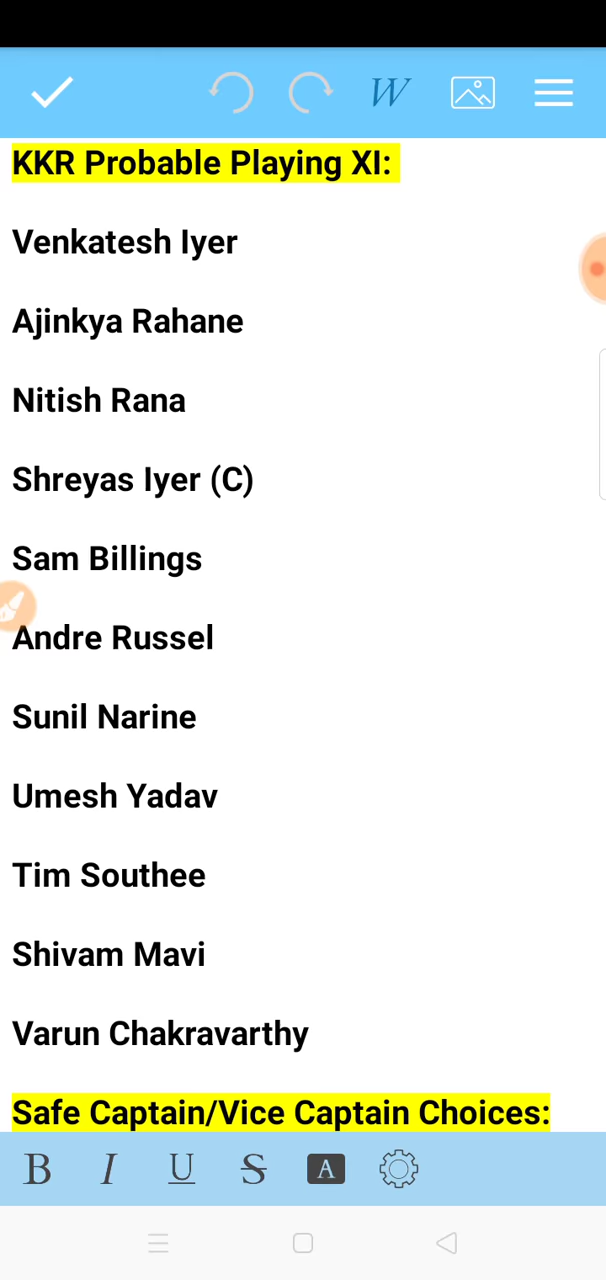 W
KKR Probable Playing XI:
Venkatesh Iyer
Ajinkya Rahane
Nitish Rana
Shreyas Iyer (C)
Sam Billings
Andre Russel
Sunil Narine
Umesh Yadav
Tim Southee
Shivam Mavi
Varun Chakravarthy
Safe Captain/Vice Captain Choices:
B I U S A